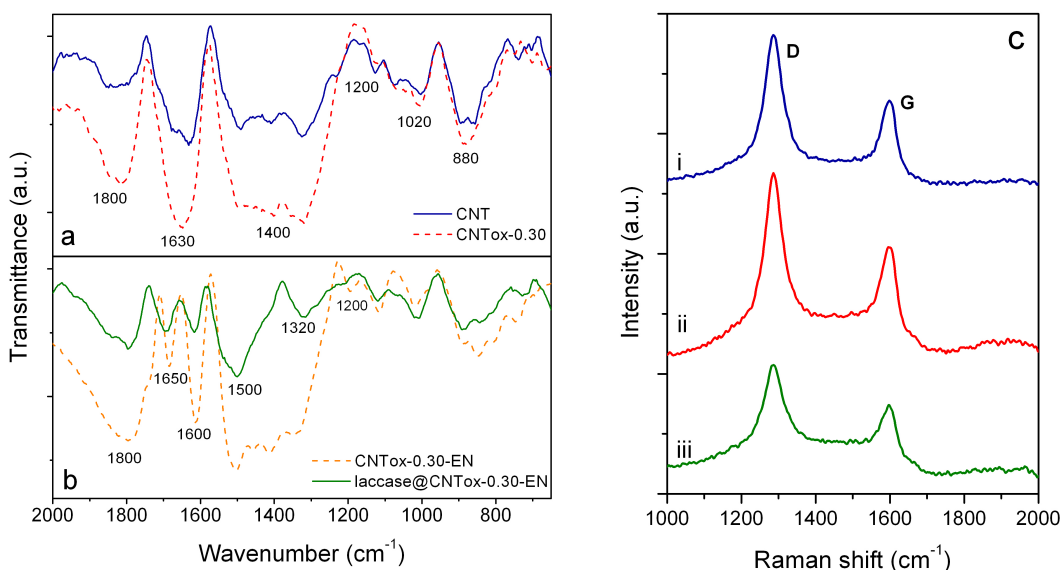 Transmittance (a.u.)
1800
1630
1400
1200
1020
880
CNT
CNTox-0.30
a
1800
1650
1600
1500
1320
1200
CNTox-0.30-EN
laccase@CNTox-0.30-EN
b
2000 1800 1600 1400 1200 1000 800
Wavenumber (cm⁻¹)
C
D
G
i
ii
iii
Intensity (a.u.)
1000 1200 1400 1600 1800 2000
Raman shift (cm⁻¹)